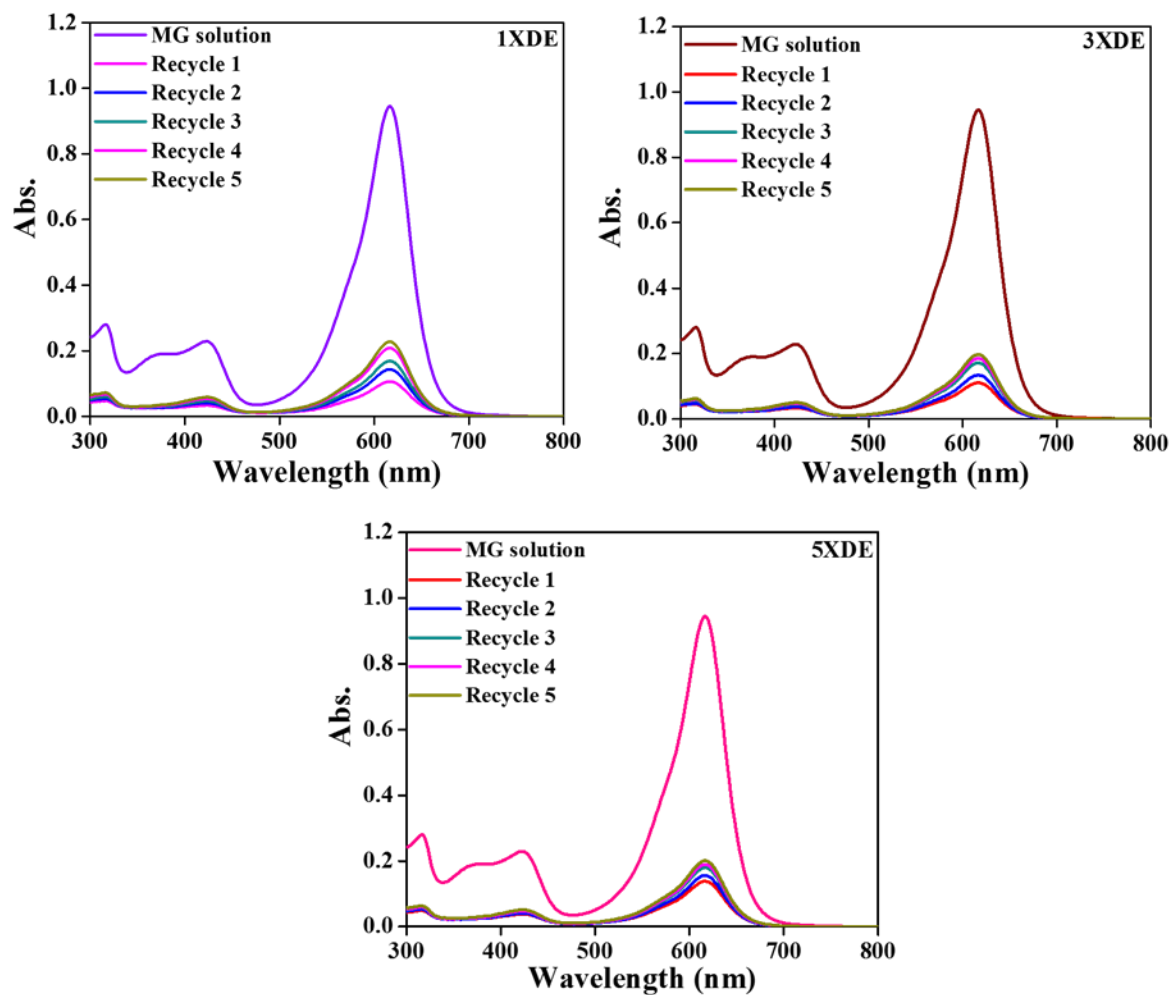 1.2
1.0
0.8
0.6
0.4
0.2
0.0
Abs.
MG solution
Recycle 1
Recycle 2
Recycle 3
Recycle 4
Recycle 5
1XDE
300 400 500 600 700 800
Wavelength (nm)
1.2
1.0
0.8
0.6
0.4
0.2
0.0
Abs.
MG solution
Recycle 1
Recycle 2
Recycle 3
Recycle 4
Recycle 5
3XDE
300 400 500 600 700 800
Wavelength (nm)
1.2
1.0
0.8
0.6
0.4
0.2
0.0
Abs.
MG solution
Recycle 1
Recycle 2
Recycle 3
Recycle 4
Recycle 5
5XDE
300 400 500 600 700 800
Wavelength (nm)